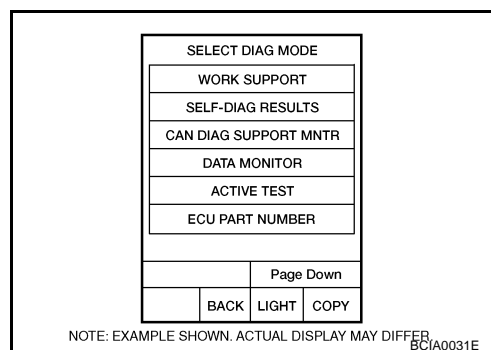 SELECT DIAG MODE
WORK SUPPORT
SELF-DIAG RESULTS
CAN DIAG SUPPORT MNTR
DATA MONITOR
ACTIVE TEST
ECU PART NUMBER
Page Down
BACK LIGHT COPY
NOTE: EXAMPLE SHOWN. ACTUAL DISPLAY MAY DIFFER
BCIA0031E